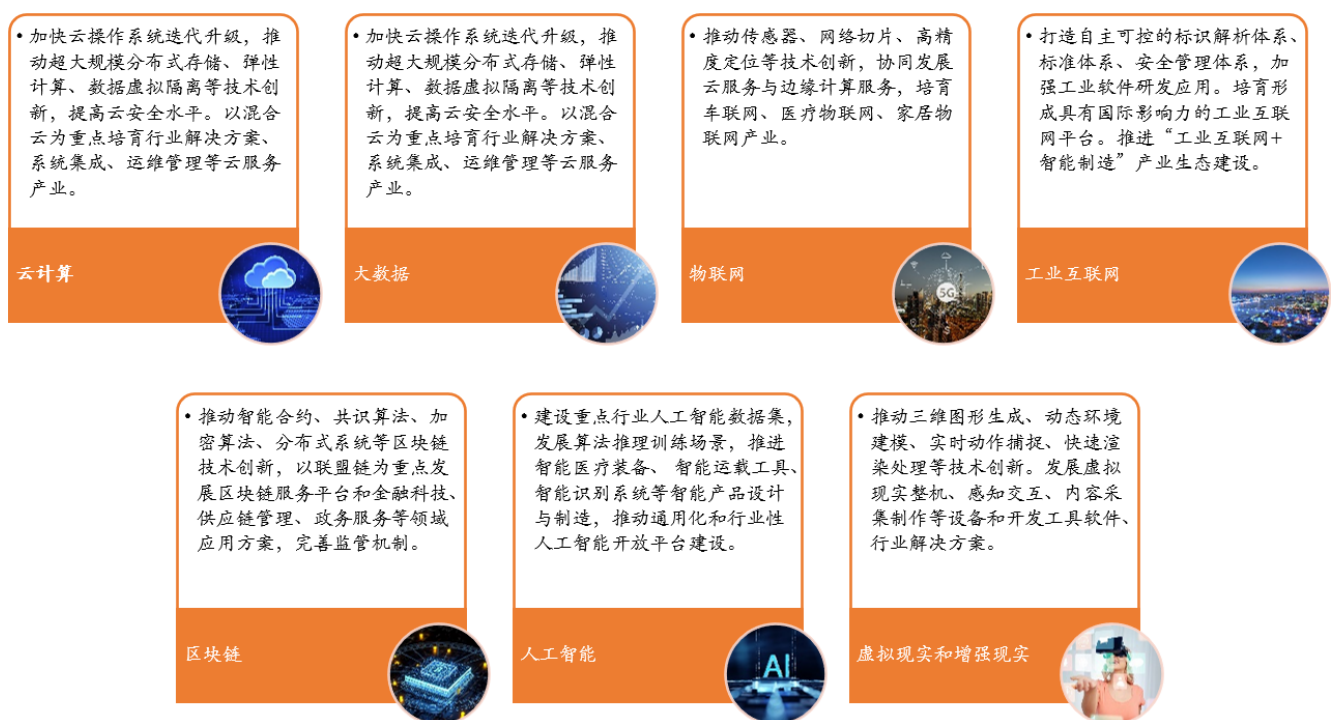 • 加快云操作系统迭代升级，推
动超大规模分布式存储、弹性
计算、数据虚拟隔离等技术创
新，提高云安全水平。以混合
云为重点培育行业解决方案、
系统集成、运维管理等云服务
产业。
云计算
• 加快云操作系统迭代升级，推
动超大规模分布式存储、弹性
计算、数据虚拟隔离等技术创
新，提高云安全水平。以混合
云为重点培育行业解决方案、
系统集成、运维管理等云服务
产业。
大数据
• 推动传感器、网络切片、高精
度定位等技术创新，协同发展
云服务与边缘计算服务，培育
车联网、医疗物联网、家居物
联网产业。
物联网
5G
• 打造自主可控的标识解析体系、
标准体系、安全管理体系，加
强工业软件研发应用。培育形
成具有国际影响力的工业互联
网平台。推进“工业互联网+
智能制造”产业生态建设。
工业互联网
• 推动智能合约、共识算法、加
密算法、分布式系统等区块链
技术创新，以联盟链为重点发
展区块链服务平台和金融科技、
供应链管理、政务服务等领域
应用方案，完善监管机制。
区块链
• 建设重点行业人工智能数据集，
发展算法推理训练场景，推进
智能医疗装备、 智能运载工具、
智能识别系统等智能产品设计
与制造，推动通用化和行业性
人工智能开放平台建设。
人工智能
AI
• 推动三维图形生成、动态环境
建模、实时动作捕捉、快速渲
染处理等技术创新。发展虚拟
现实整机、感知交互、内容采
集制作等设备和开发工具软件、
行业解决方案。
虚拟现实和增强现实